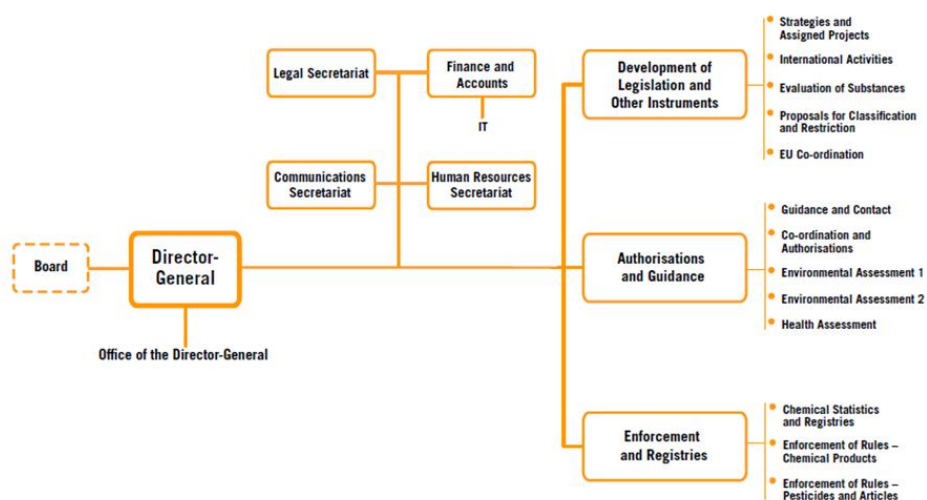 Legal Secretariat
Finance and
Accounts
IT
Communications
Secretariat
Human Resources
Secretariat
Board
Director-
General
Office of the Director-General
Development of
Legislation and
Other Instruments
Strategies and
Assigned Projects
International Activities
Evaluation of Substances
Proposals for Classification
and Restriction
EU Co-ordination
Authorisations
and Guidance
Guidance and Contact
Co-ordination and
Authorisations
Environmental Assessment 1
Environmental Assessment 2
Health Assessment
Enforcement
and Registries
Chemical Statistics
and Registries
Enforcement of Rules –
Chemical Products
Enforcement of Rules –
Pesticides and Articles